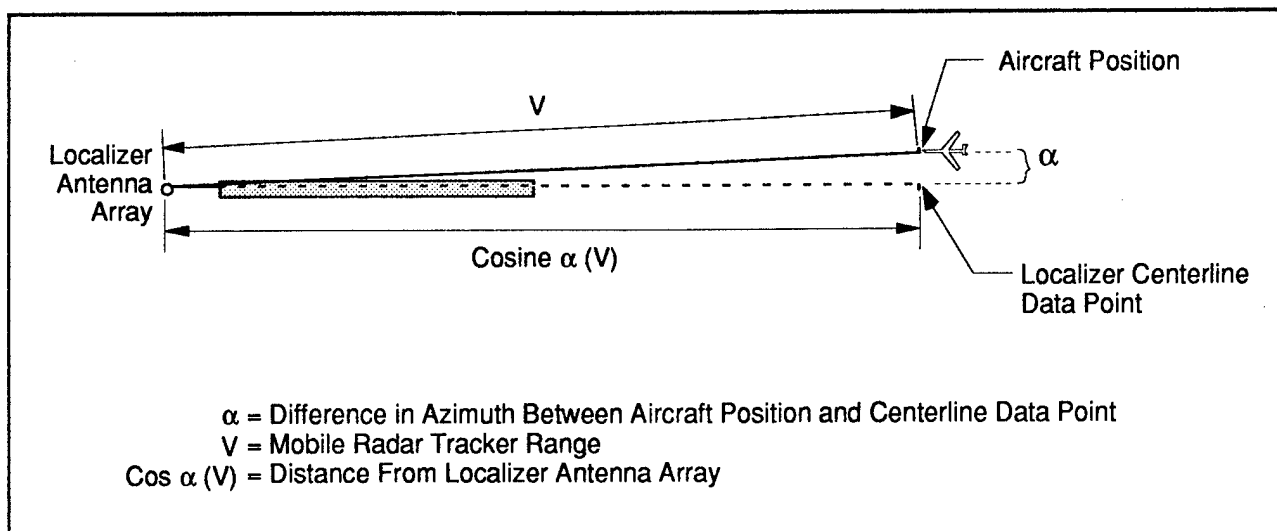 Aircraft Position
V
Localizer
Antenna
Array
α
Cosine α (V)
Localizer Centerline
Data Point
α = Difference in Azimuth Between Aircraft Position and Centerline Data Point
V = Mobile Radar Tracker Range
Cos α (V) = Distance From Localizer Antenna Array